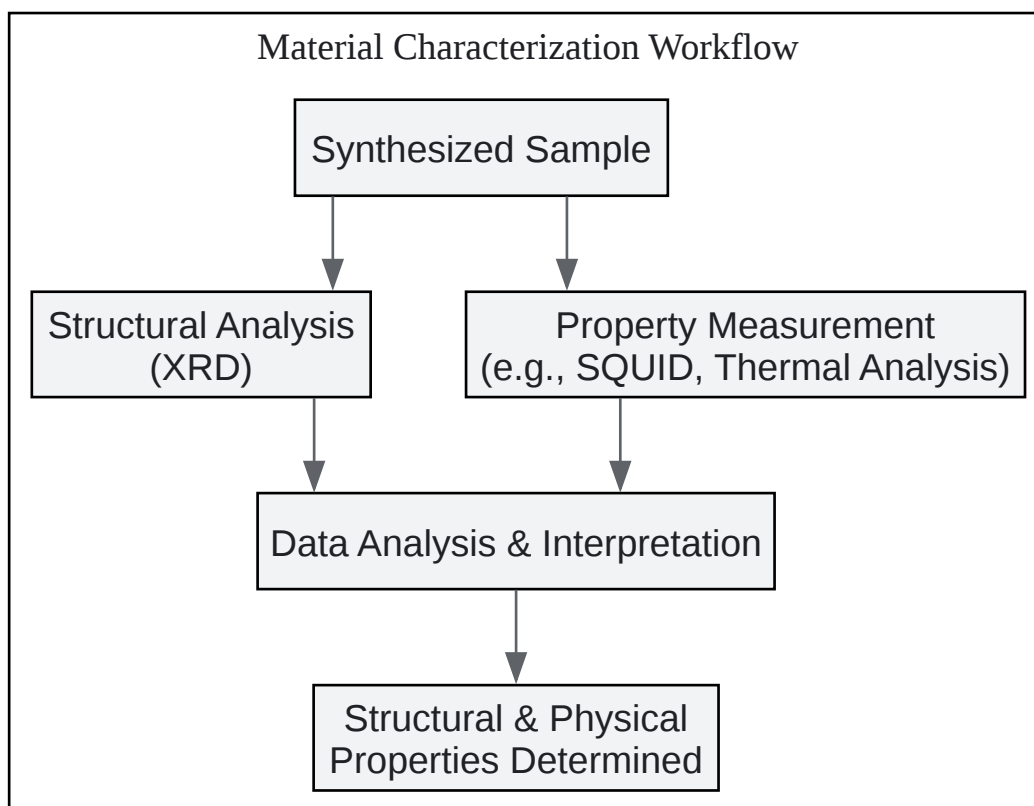 Material Characterization Workflow
Synthesized Sample
Structural Analysis
(XRD)
Property Measurement
(e.g., SQUID, Thermal Analysis)
Data Analysis & Interpretation
Structural & Physical
Properties Determined